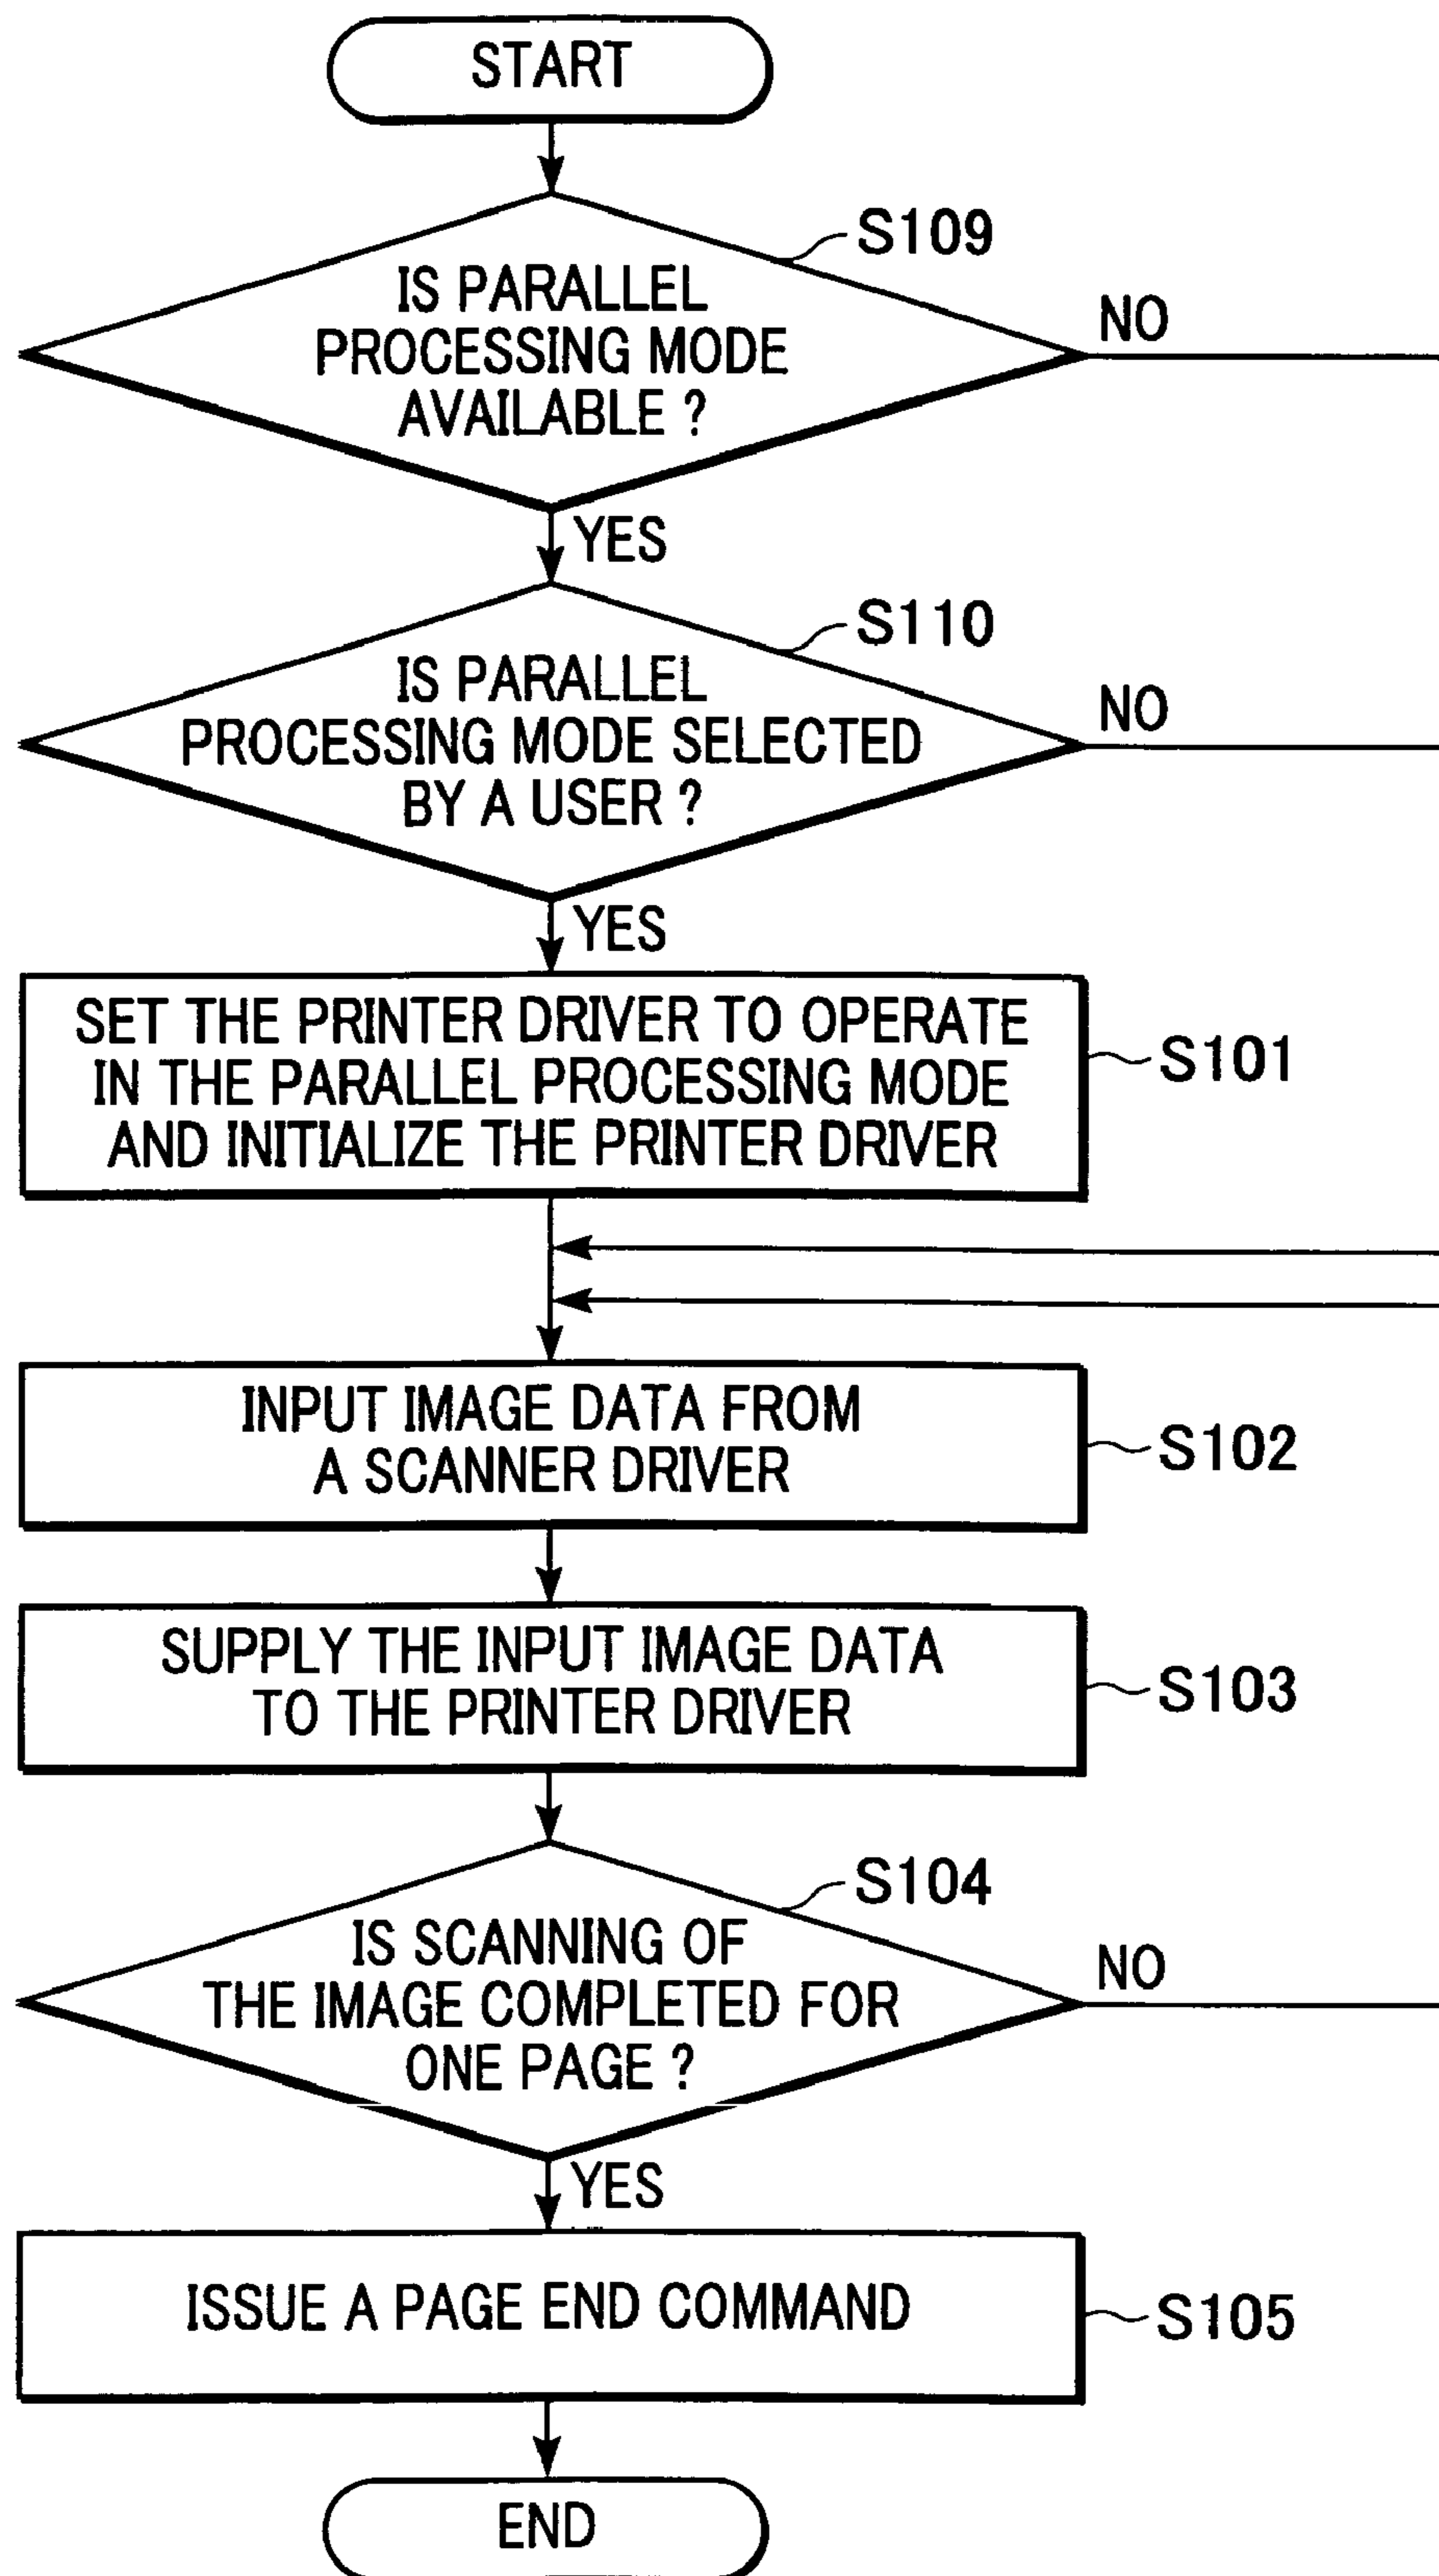 START
S109
IS PARALLEL
PROCESSING MODE
AVAILABLE ?
NO
YES
S110
IS PARALLEL
PROCESSING MODE SELECTED
BY A USER ?
NO
YES
SET THE PRINTER DRIVER TO OPERATE
IN THE PARALLEL PROCESSING MODE
AND INITIALIZE THE PRINTER DRIVER
S101
INPUT IMAGE DATA FROM
A SCANNER DRIVER
S102
SUPPLY THE INPUT IMAGE DATA
TO THE PRINTER DRIVER
S103
S104
IS SCANNING OF
THE IMAGE COMPLETED FOR
ONE PAGE ?
NO
YES
ISSUE A PAGE END COMMAND
S105
END